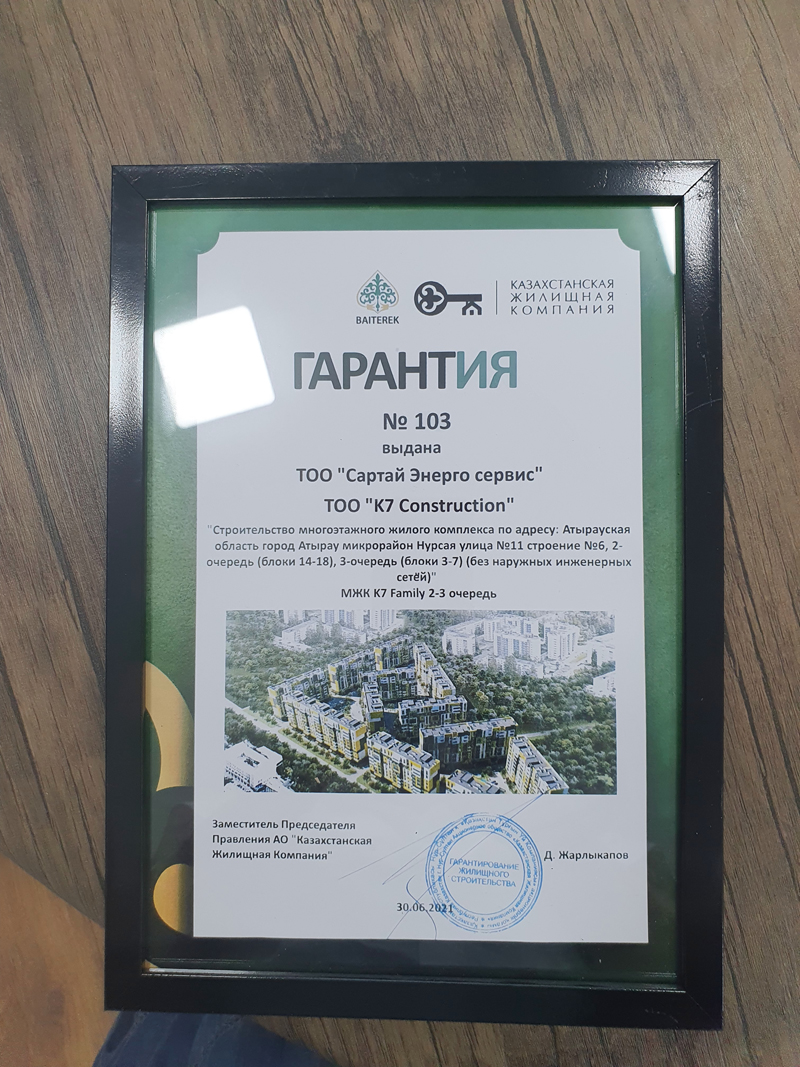 BAITEREK
КАЗАХСТАНСКАЯ
ЖИЛИЩНАЯ
КОМПАНИЯ
ГАРАНТИЯ
№ 103
выдана
ТОО "Сартай Энерго сервис"
ТОО "K7 Construction"
"Строительство многоэтажного жилого комплекса по адресу: Атырауская
область город Атырау микрорайон Нурсая улица №11 строение №6, 2-
очередь (блоки 14-18), 3-очередь (блоки 3-7) (без наружных инженерных
сетей)"
МЖК K7 Family 2-3 очередь
Заместитель Председателя
Правления АО "Казахстанская
Жилищная Компания"
Д. Жарлыкапов
ГАРАНТИРОВАНИЕ
ЖИЛИЩНОГО
СТРОИТЕЛЬСТВА
30.06.2021